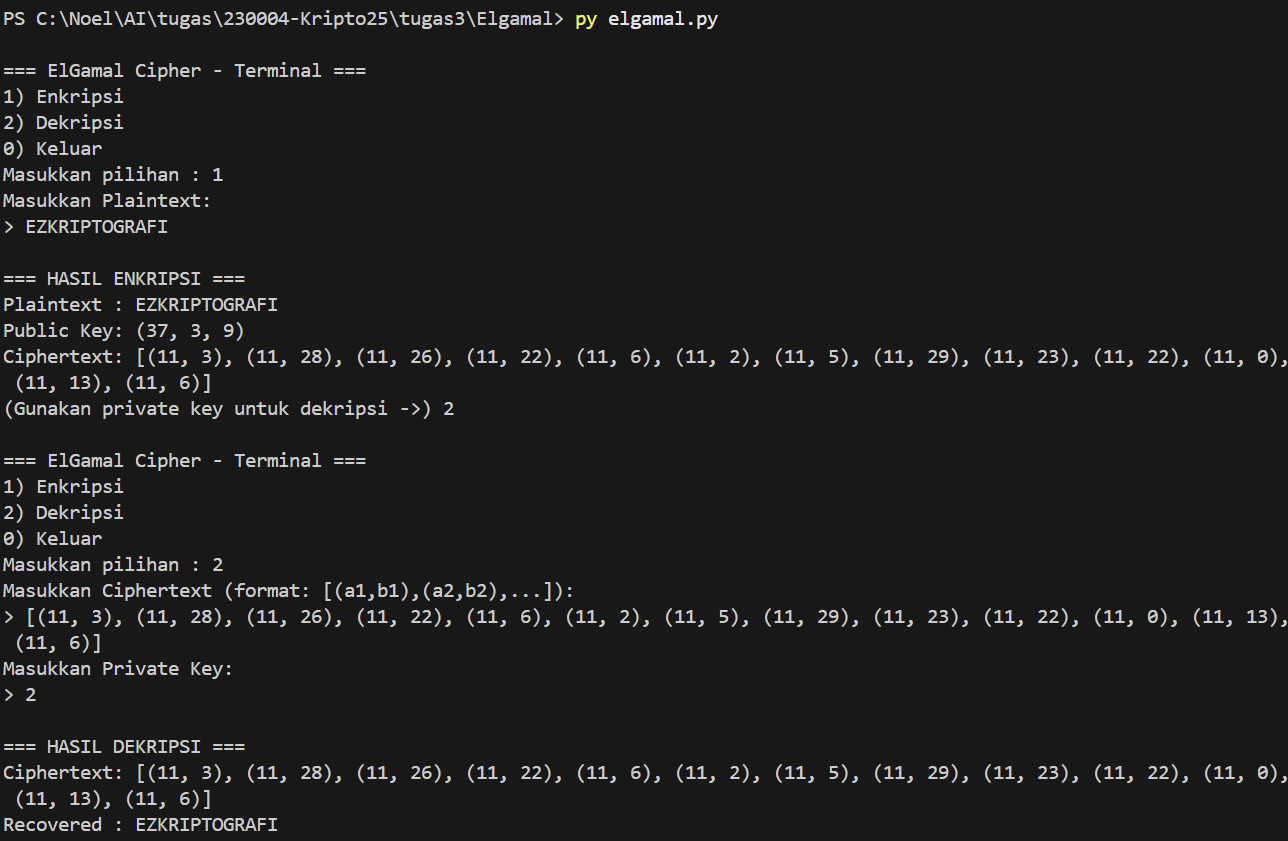 PS C:\Noel\AI\tugas\230004-Kripto25\tugas3\Elgamal> py elgamal.py
=== ElGamal Cipher - Terminal ===
1) Enkripsi
2) Dekripsi
0) Keluar
Masukkan pilihan : 1
Masukkan Plaintext:
> EZKRIPTOGRAFI
=== HASIL ENKRIPSI ===
Plaintext : EZKRIPTOGRAFI
Public Key: (37, 3, 9)
Ciphertext: [(11, 3), (11, 28), (11, 26), (11, 22), (11, 6), (11, 2), (11, 5), (11, 29), (11, 23), (11, 22), (11, 0),
(11, 13), (11, 6)]
(Gunakan private key untuk dekripsi ->) 2
=== ElGamal Cipher - Terminal ===
1) Enkripsi
2) Dekripsi
0) Keluar
Masukkan pilihan : 2
Masukkan Ciphertext (format: [(a1,b1),(a2,b2),...]):
> [(11, 3), (11, 28), (11, 26), (11, 22), (11, 6), (11, 2), (11, 5), (11, 29), (11, 23), (11, 22), (11, 0), (11, 13),
(11, 6)]
Masukkan Private Key:
> 2
=== HASIL DEKRIPSI ===
Ciphertext: [(11, 3), (11, 28), (11, 26), (11, 22), (11, 6), (11, 2), (11, 5), (11, 29), (11, 23), (11, 22), (11, 0),
(11, 13), (11, 6)]
Recovered : EZKRIPTOGRAFI